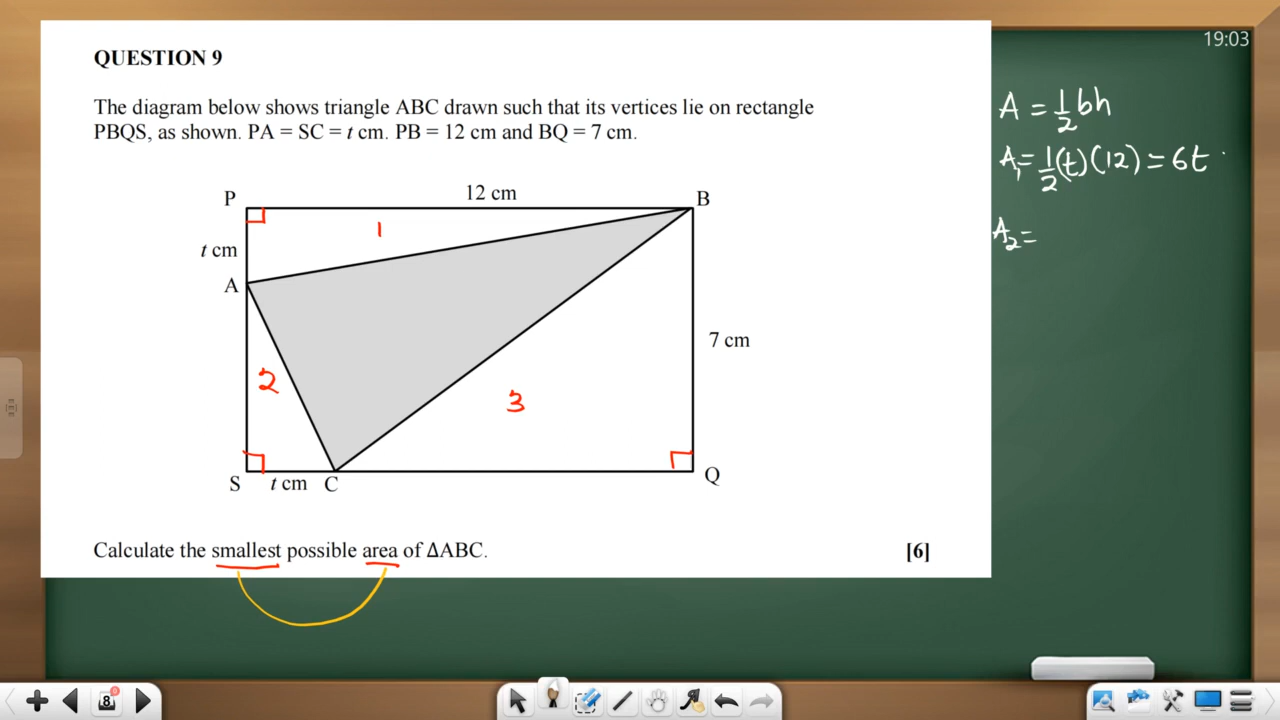 19:03
QUESTION 9
The diagram below shows triangle ABC drawn such that its vertices lie on rectangle
PBQS, as shown. PA = SC = t cm. PB = 12 cm and BQ = 7 cm.
A = 1/2 bh
A₁ = 1/2 (t)(12) = 6t
A₂ =
P 12 cm B
1
t cm
A
7 cm
2
3
S t cm C Q
Calculate the smallest possible area of ΔABC. [6]
8
0